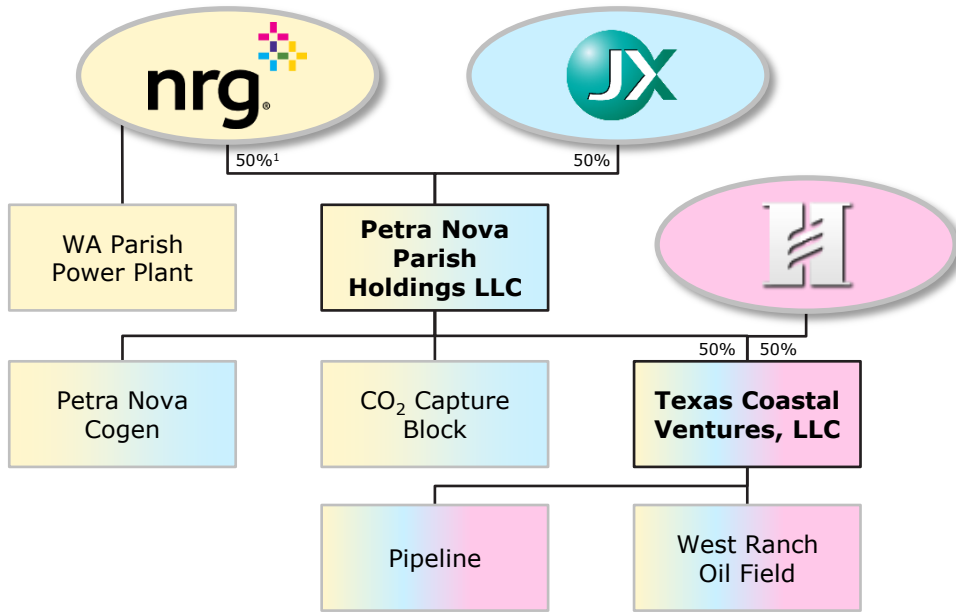 nrg®
JX
50%¹
50%
WA Parish
Power Plant
Petra Nova
Parish
Holdings LLC
H
50% 50%
Petra Nova
Cogen
CO₂ Capture
Block
Texas Coastal
Ventures, LLC
Pipeline
West Ranch
Oil Field